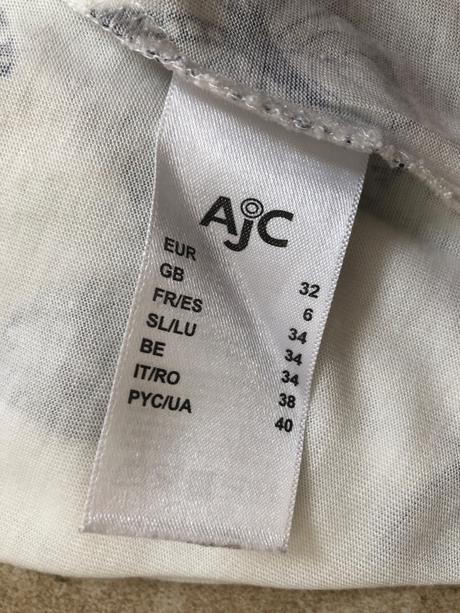 AJC
EUR 32
GB 6
FR/ES 34
SL/LU 34
BE 34
IT/RO 38
PYC/UA 40